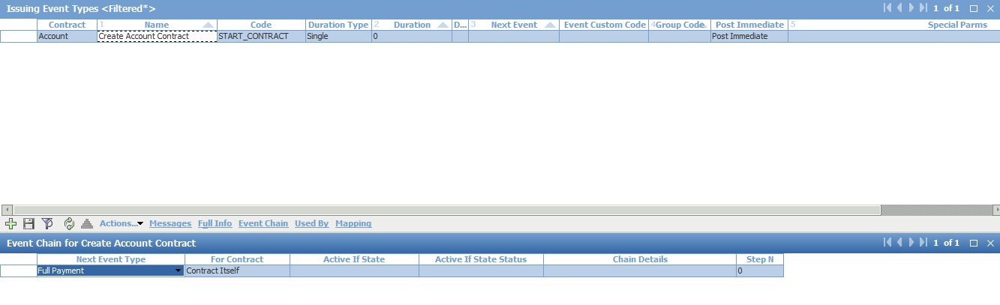 Issuing Event Types <Filtered*> 1 of 1
Contract 1 Name Code Duration Type 2 Duration D... 3 Next Event Event Custom Code 4 Group Code Post Immediate 5 Special Parms
Account Create Account Contract START_CONTRACT Single 0 Post Immediate
Actions... Messages Full Info Event Chain Used By Mapping
Event Chain for Create Account Contract 1 of 1
Next Event Type For Contract Active If State Active If State Status Chain Details Step N
Full Payment Contract Itself 0